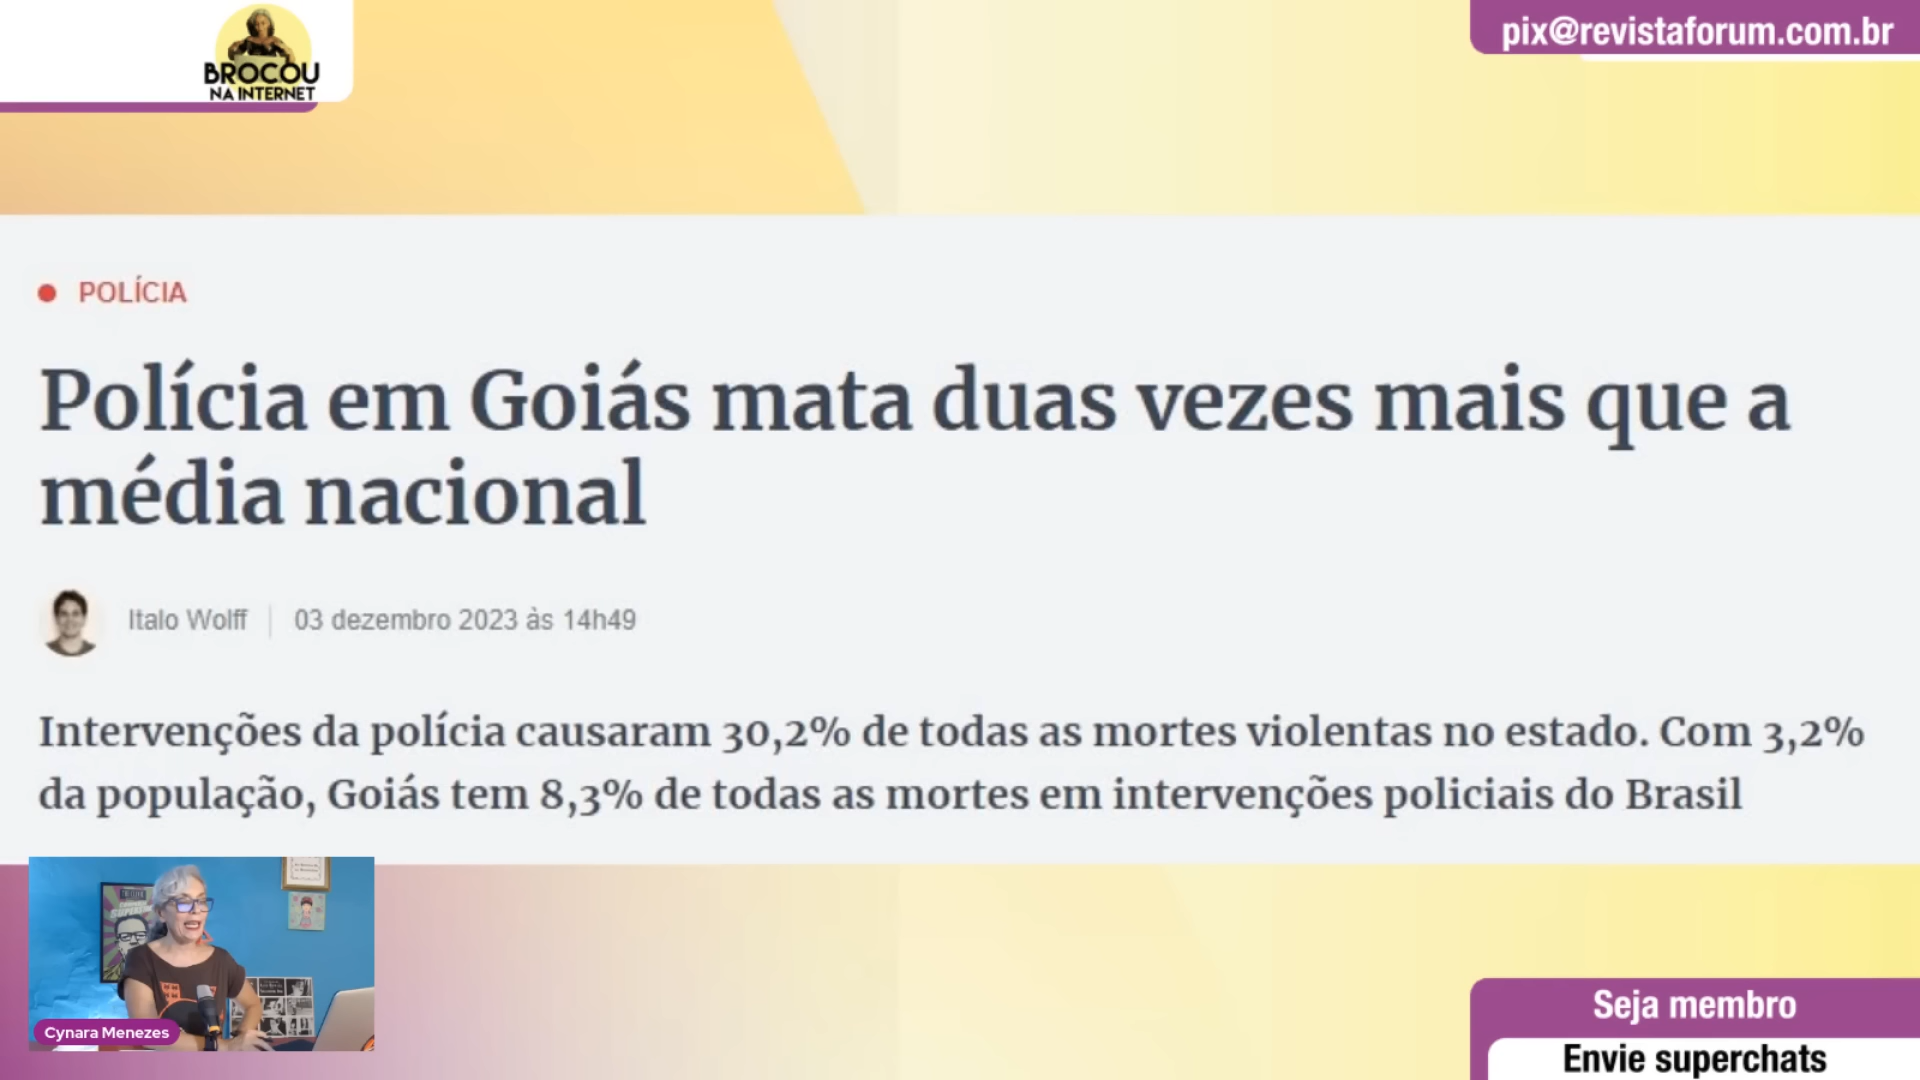 BROCOU
NA INTERNET
pix@revistaforum.com.br
POLÍCIA
Polícia em Goiás mata duas vezes mais que a
média nacional
Italo Wolff
03 dezembro 2023 às 14h49
Intervenções da polícia causaram 30,2% de todas as mortes violentas no estado. Com 3,2%
da população, Goiás tem 8,3% de todas as mortes em intervenções policiais do Brasil
Cynara Menezes
Seja membro
Envie superchats